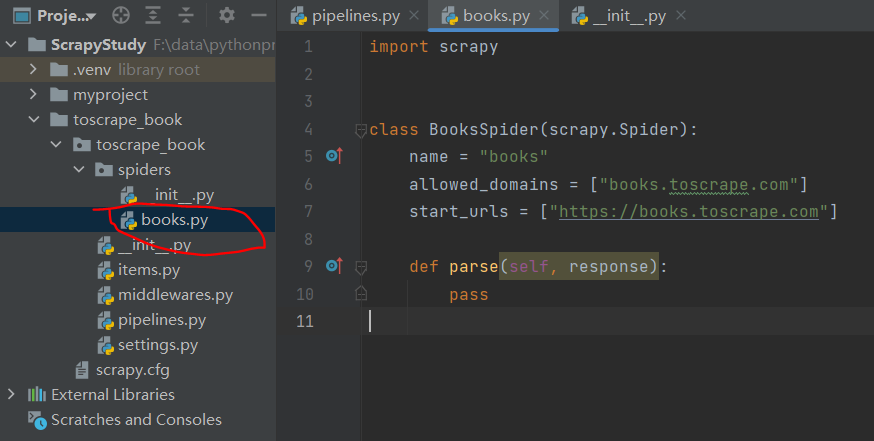 Proje...
pipelines.py
books.py
__init__.py
ScrapyStudy F:\data\pythonpr
.venv library root
myproject
toscrape_book
toscrape_book
spiders
__init__.py
books.py
__init__.py
items.py
middlewares.py
pipelines.py
settings.py
scrapy.cfg
External Libraries
Scratches and Consoles
1 import scrapy
2
3
4 class BooksSpider(scrapy.Spider):
5 name = "books"
6 allowed_domains = ["books.toscrape.com"]
7 start_urls = ["https://books.toscrape.com"]
8
9 def parse(self, response):
10 pass
11